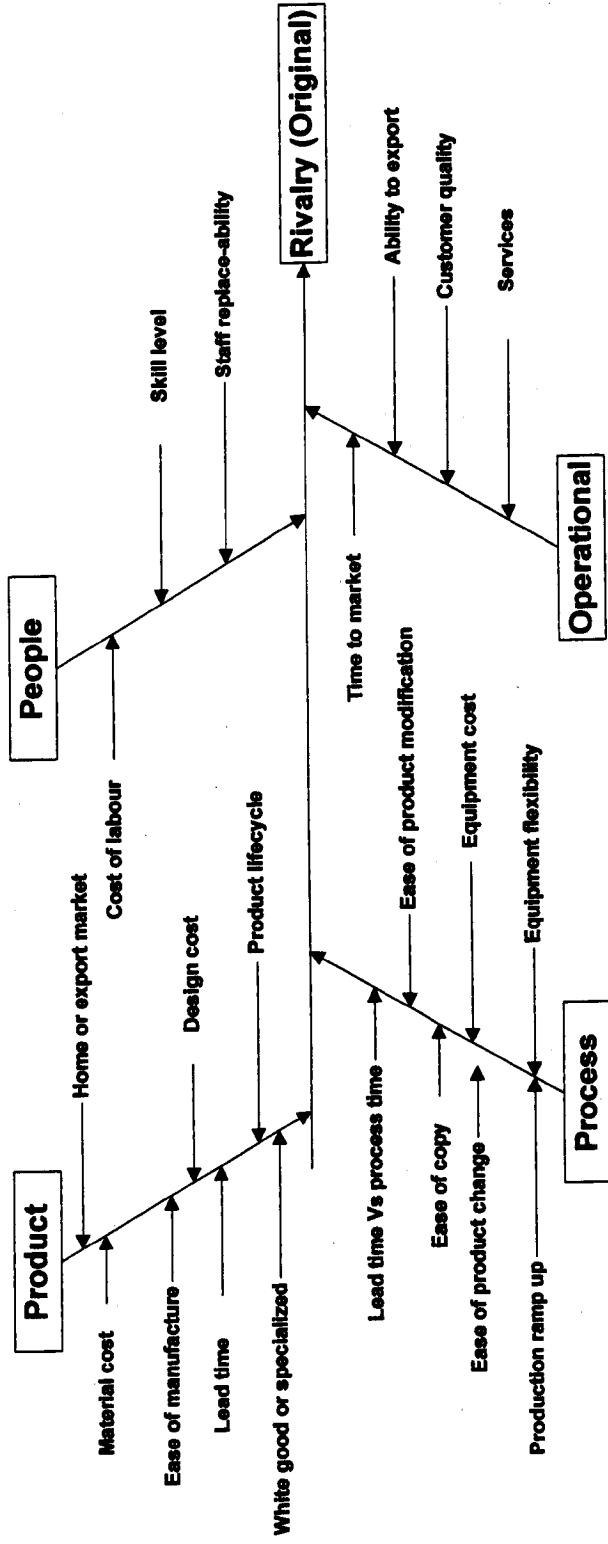 Product
Home or export market
Material cost
Ease of manufacture
Design cost
Lead time
Product lifecycle
White good or specialized
People
Cost of labour
Skill level
Staff replace-ability
Rivalry (Original)
Process
Lead time Vs process time
Ease of product modification
Ease of copy
Equipment cost
Ease of product change
Equipment flexibility
Production ramp up
Operational
Time to market
Ability to export
Customer quality
Services